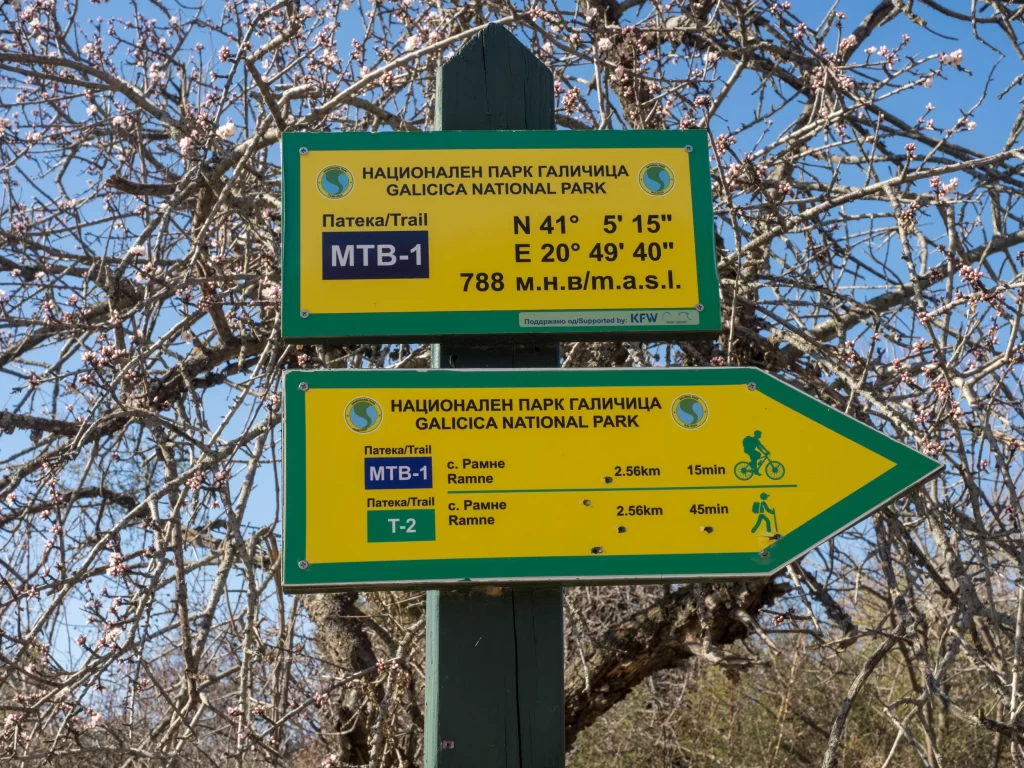 НАЦИОНАЛЕН ПАРК ГАЛИЧИЦА
GALICICA NATIONAL PARK
Патека/Trail
МТВ-1
N 41° 5' 15"
E 20° 49' 40"
788 м.н.в/m.a.s.l.
Поддржано од/Supported by: KFW
НАЦИОНАЛЕН ПАРК ГАЛИЧИЦА
GALICICA NATIONAL PARK
Патека/Trail
МТВ-1
с. Рамне
Ramne
2.56km 15min
Патека/Trail
T-2
с. Рамне
Ramne
2.56km 45min